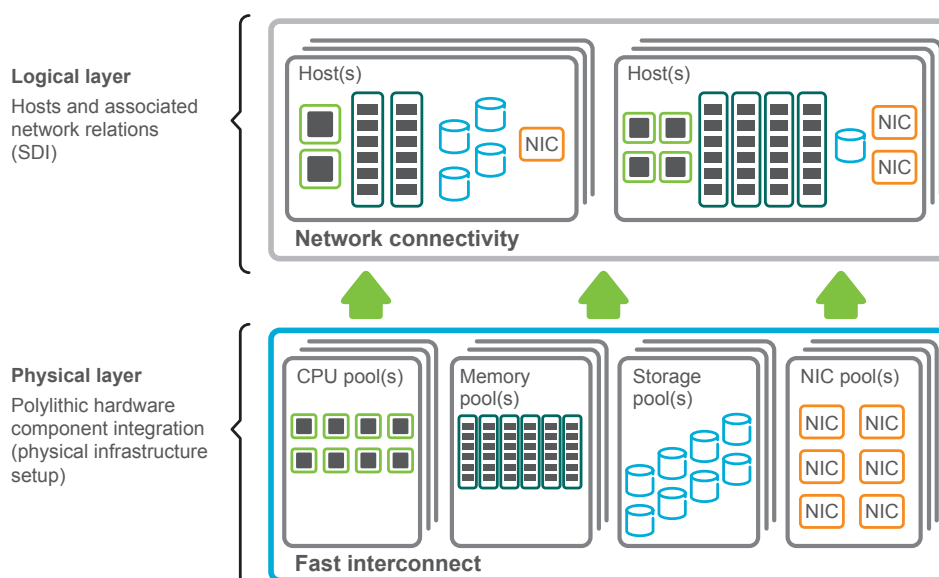 Logical layer
Hosts and associated
network relations
(SDI)
Host(s)
NIC
Host(s)
NIC
NIC
Network connectivity
Physical layer
Polylithic hardware
component integration
(physical infrastructure
setup)
CPU pool(s)
Memory
pool(s)
Storage
pool(s)
NIC pool(s)
NIC NIC
NIC NIC
NIC NIC
Fast interconnect